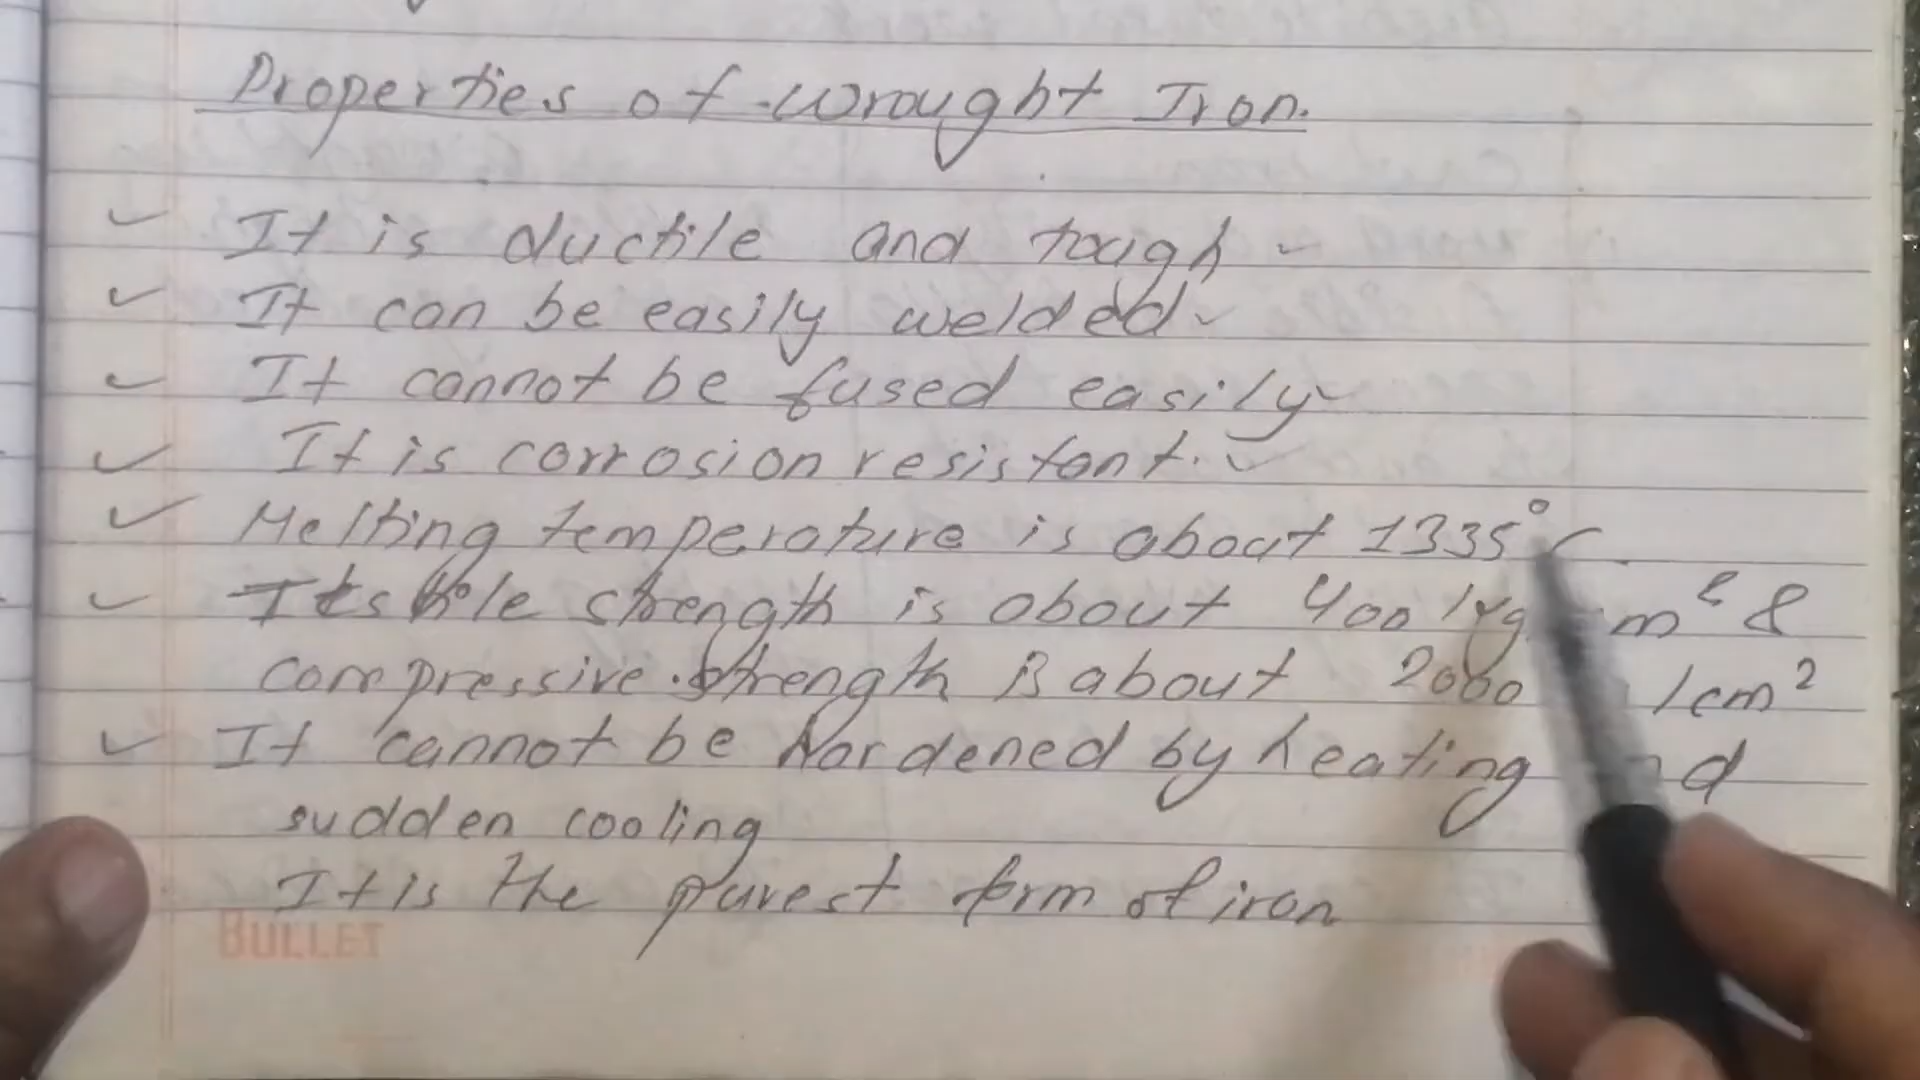 Properties of wrought Iron.
It is ductile and tough
It can be easily welded
It cannot be fused easily
It is corrosion resistant.
Melting temperature is about 1335°C
strength is about 400 kg m² &
compressive strength is about 2000 /cm²
It cannot be hardened by heating
sudden cooling
It is the purest form of iron
BULLET